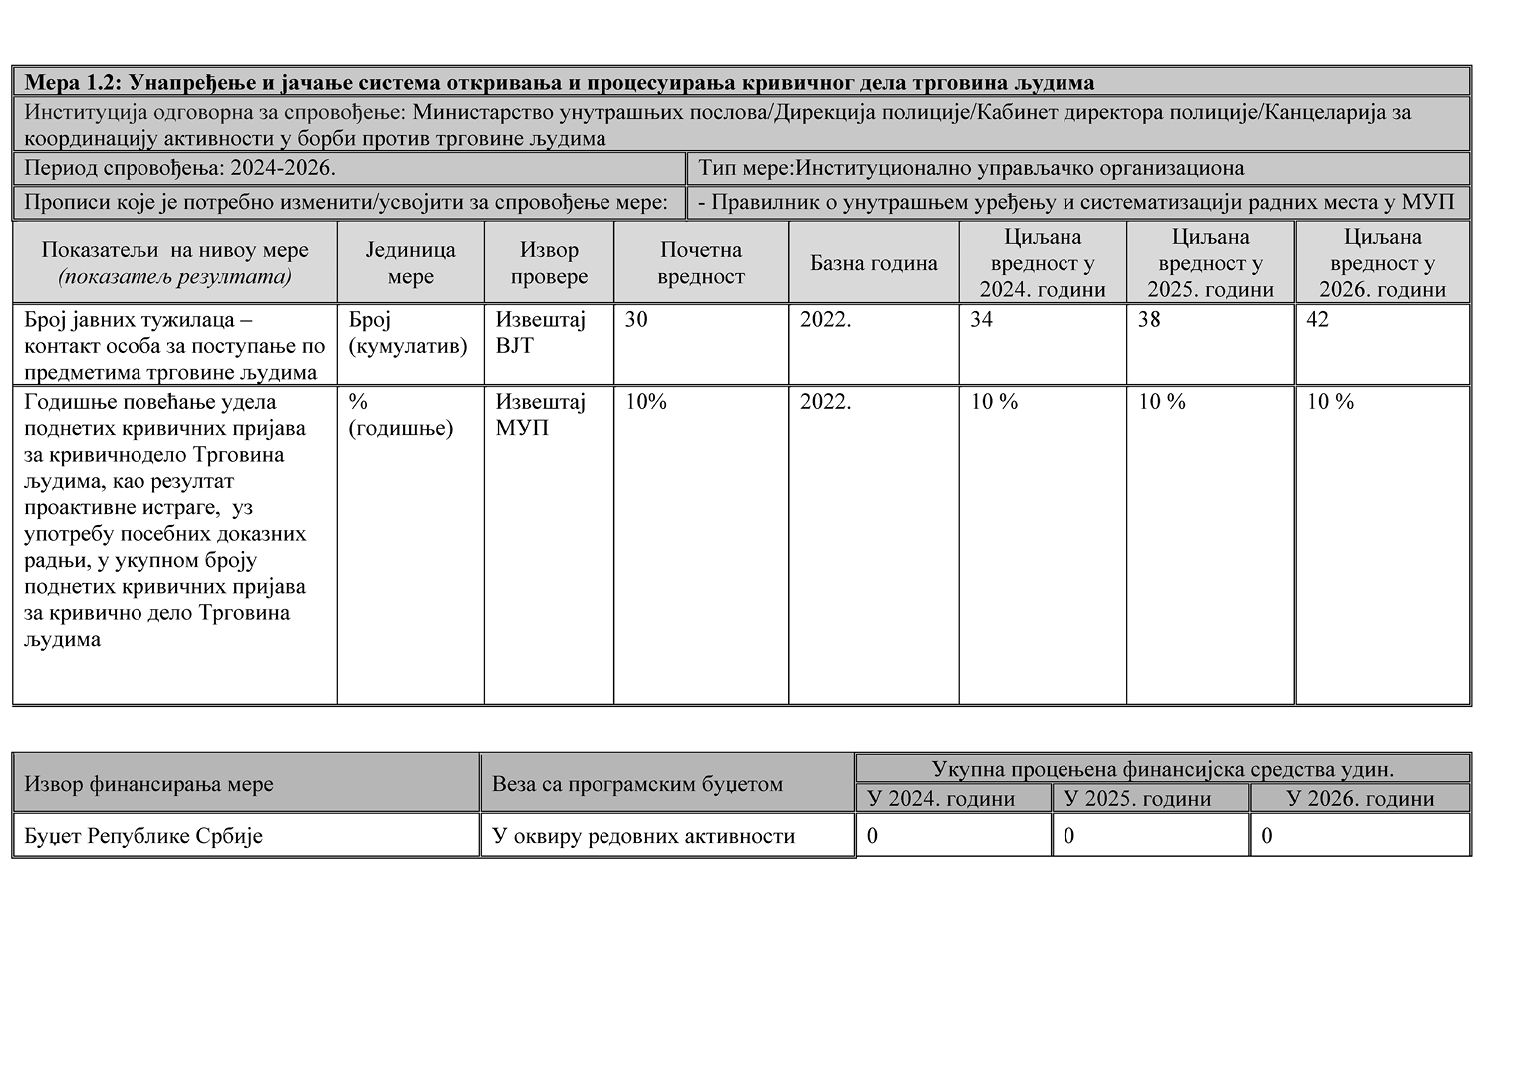 Мера 1.2: Унапређење и јачање система откривања и процесуирања кривичног дела трговина људима
Институција одговорна за спровођење: Министарство унутрашњих послова/Дирекција полиције/Кабинет директора полиције/Канцеларија за
координацију активности у борби против трговине људима
Период спровођења: 2024-2026.
Тип мере:Институционално управљачко организациона
Прописи које је потребно изменити/усвојити за спровођење мере:
- Правилник о унутрашњем уређењу и систематизацији радних места у МУП
Показатељи на нивоу мере
(показатељ резултата)
Јединица
мере
Извор
провере
Почетна
вредност
Базна година
Циљана
вредност у
2024. години
Циљана
вредност у
2025. години
Циљана
вредност у
2026. години
Број јавних тужилаца –
контакт особа за поступање по
предметима трговине људима
Број
(кумулатив)
Извештај
ВЈТ
30
2022.
34
38
42
Годишње повећање удела
поднетих кривичних пријава
за кривичнодело Трговина
људима, као резултат
проактивне истраге, уз
употребу посебних доказних
радњи, у укупном броју
поднетих кривичних пријава
за кривично дело Трговина
људима
%
(годишње)
Извештај
МУП
10%
2022.
10 %
10 %
10 %
Извор финансирања мере
Веза са програмским буџетом
Укупна процењена финансијска средства удин.
У 2024. години
У 2025. години
У 2026. години
Буџет Републике Србије
У оквиру редовних активности
0
0
0